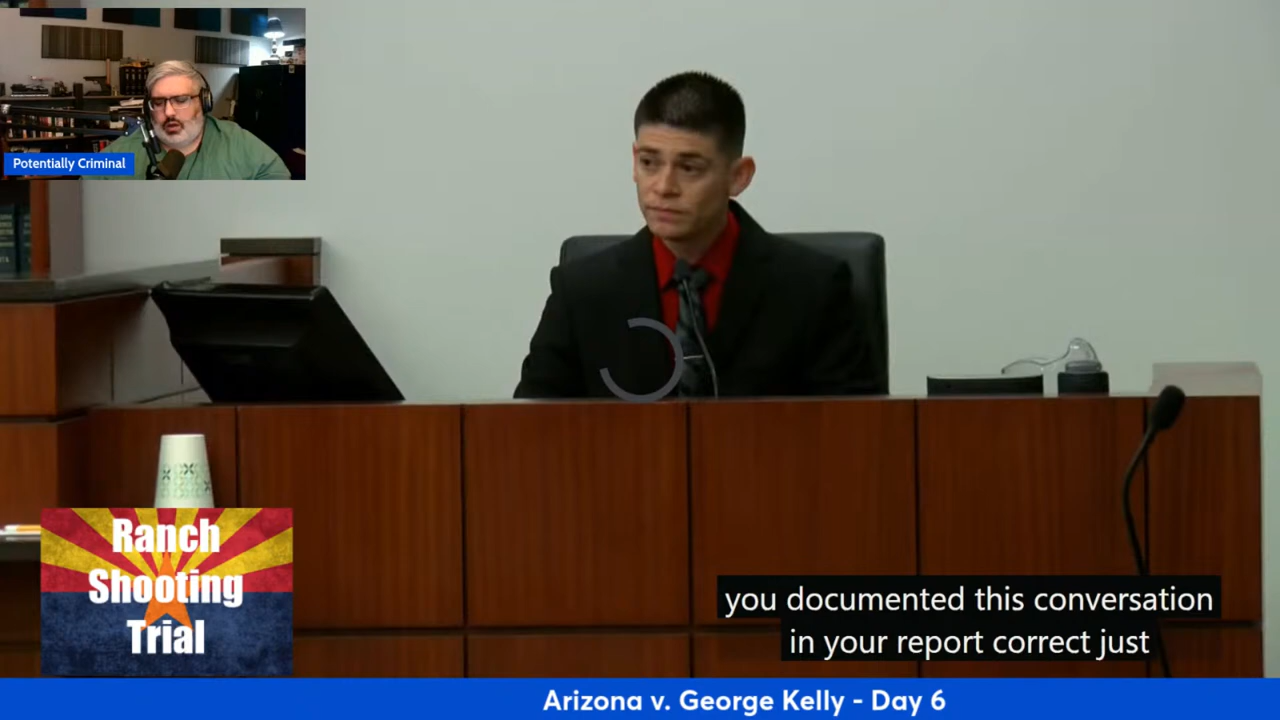 Potentially Criminal
Ranch
Shooting
Trial
you documented this conversation
in your report correct just
Arizona v. George Kelly - Day 6